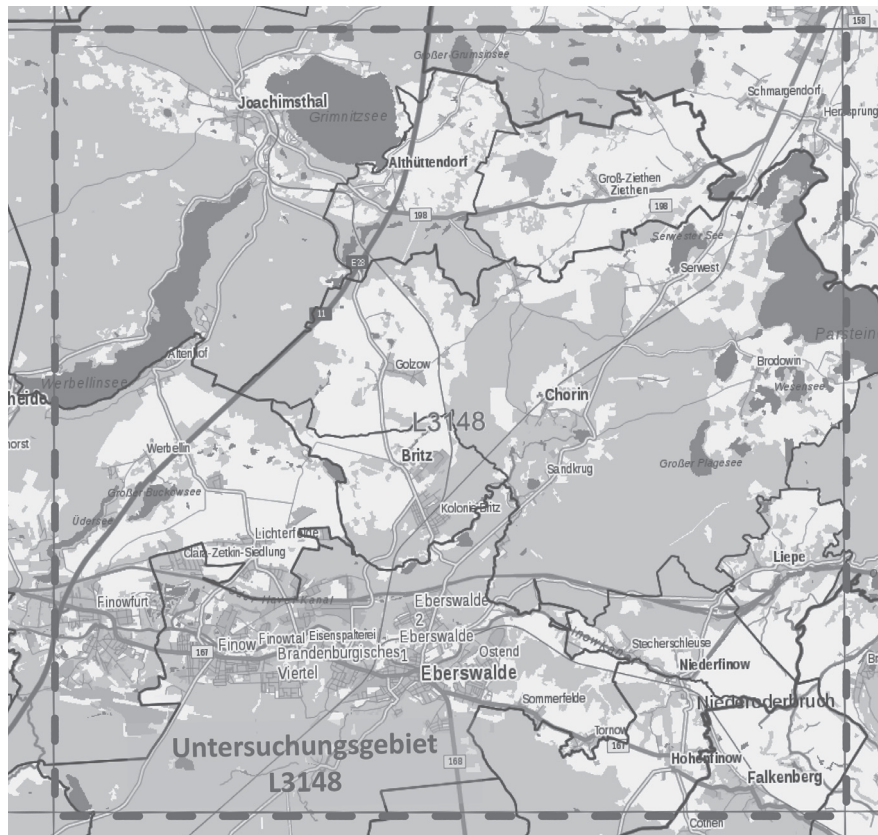 158
Großer Grimsinsee
Schmargendorf
Joachimsthal
Grimnitzsee
Herzsprung
Althüttendorf
Groß-Ziethen
Ziethen
198
198
Serwester See
E28
Serwest
11
Parstein
Altenhof
Golzow
Brodowin
Werbellinsee
Wesensee
heide
Chorin
L3148
horst
Werbellin
Britz
Sandkrug
Großer Plagesee
Großer Buckowsee
Kolonie-Britz
Üdersee
Lichterfelde
Clara-Zetkin-Siedlung
Liepe
Finowfurt
Eberswalde
2
Finow
Finowtal
Eisenspalterei
Eberswalde
1
Stecherschleuse
167
Brandenburgisches
Viertel
Ostend
Eberswalde
Niederfinow
Sommerfelde
Niederoderbruch
Tornow
167
Untersuchungsgebiet
L3148
168
Hohenfinow
Falkenberg
Cöthen